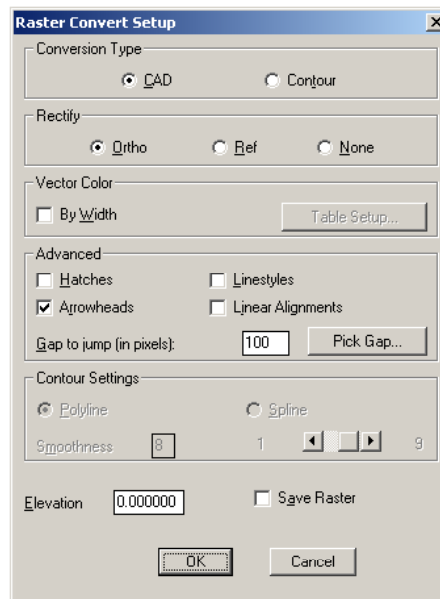 Raster Convert Setup
Conversion Type
CAD Contour
Rectify
Ortho Ref None
Vector Color
By Width Table Setup...
Advanced
Hatches Linestyles
Arrowheads Linear Alignments
Gap to jump (in pixels): 100 Pick Gap...
Contour Settings
Polyline Spline
Smoothness 8 1 9
Elevation 0.000000 Save Raster
OK Cancel